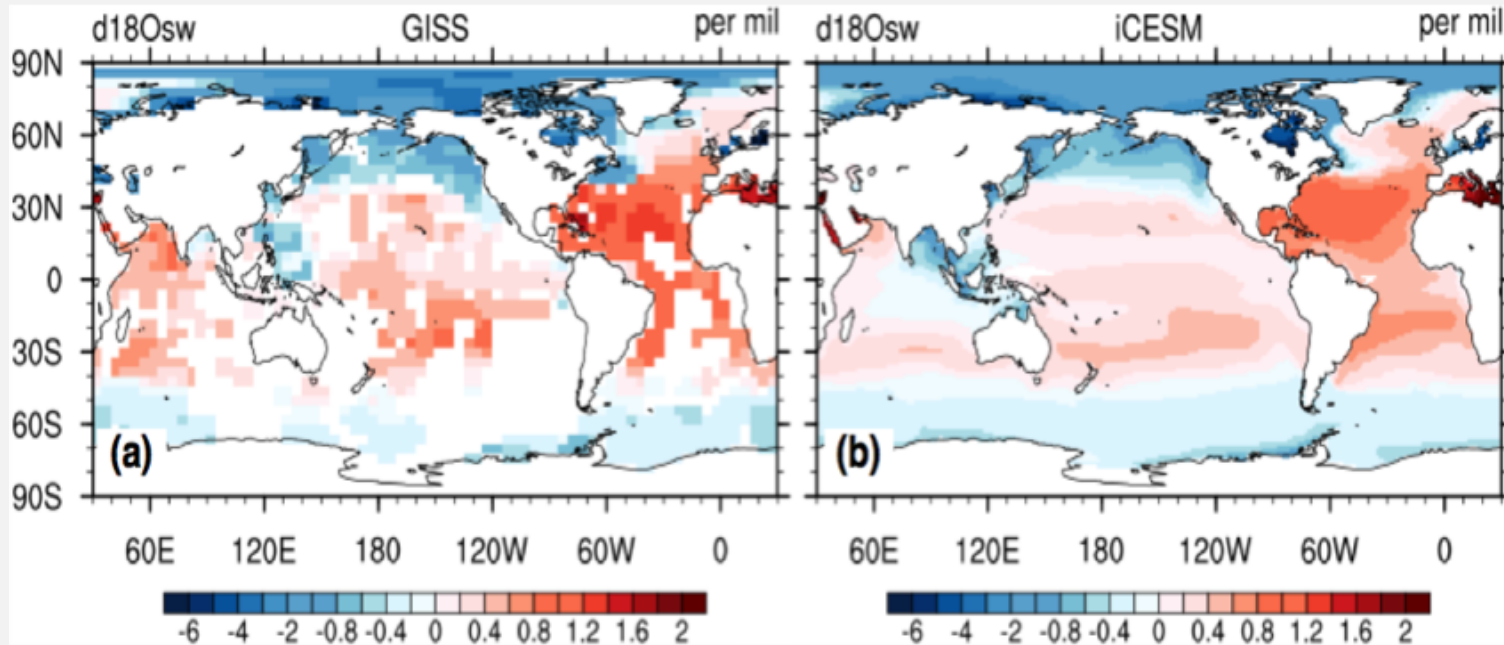 d18Osw GISS per mil d18Osw iCESM per mil
90N
60N
30N
0
30S
60S
90S
(a) (b)
60E 120E 180 120W 60W 0 60E 120E 180 120W 60W 0
-6 -4 -2 -0.8 -0.4 0 0.4 0.8 1.2 1.6 2 -6 -4 -2 -0.8 -0.4 0 0.4 0.8 1.2 1.6 2